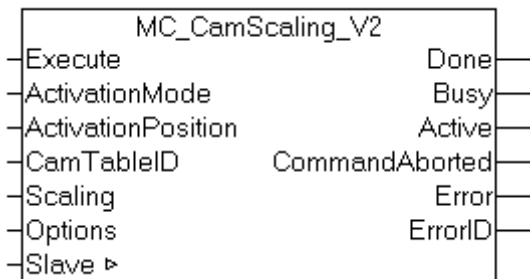 MC_CamScaling_V2
Execute Done
ActivationMode Busy
ActivationPosition Active
CamTableID CommandAborted
Scaling Error
Options ErrorID
Slave